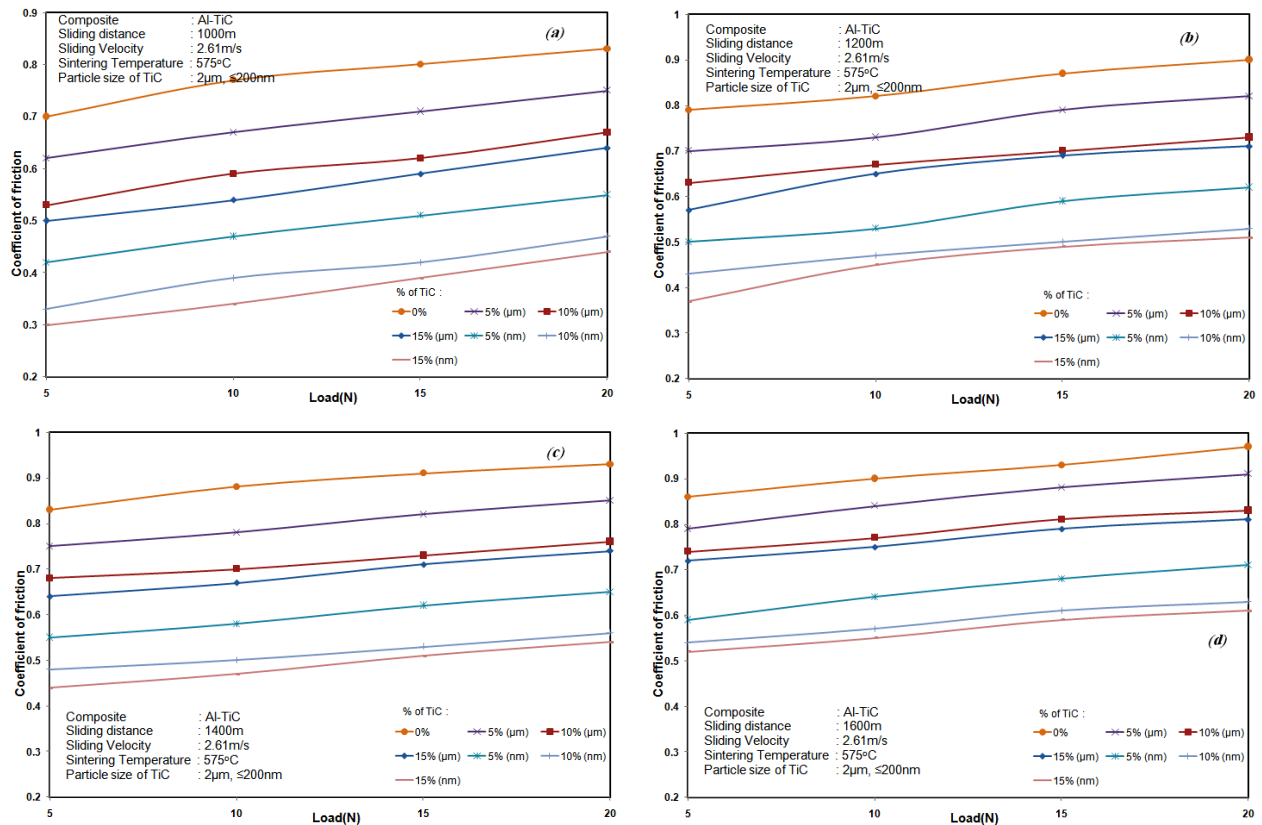 Composite : Al-TiC
Sliding distance : 1000m
Sliding Velocity : 2.61m/s
Sintering Temperature : 575ºC
Particle size of TiC : 2µm, ≤200nm
(a)
0.9
0.8
0.7
0.6
0.5
0.4
0.3
0.2
Coefficient of friction
% of TiC :
0% 5% (µm) 10% (µm)
15% (µm) 5% (nm) 10% (nm)
15% (nm)
5 10 15 20
Load(N)
Composite : Al-TiC
Sliding distance : 1200m
Sliding Velocity : 2.61m/s
Sintering Temperature : 575ºC
Particle size of TiC : 2µm, ≤200nm
(b)
1
0.9
0.8
0.7
0.6
0.5
0.4
0.3
0.2
Coefficient of friction
% of TiC :
0% 5% (µm) 10% (µm)
15% (µm) 5% (nm) 10% (nm)
15% (nm)
5 10 15 20
Load(N)
(c)
1
0.9
0.8
0.7
0.6
0.5
0.4
0.3
0.2
Coefficient of friction
Composite : Al-TiC
Sliding distance : 1400m
Sliding Velocity : 2.61m/s
Sintering Temperature : 575ºC
Particle size of TiC : 2µm, ≤200nm
% of TiC :
0% 5% (µm) 10% (µm)
15% (µm) 5% (nm) 10% (nm)
15% (nm)
5 10 15 20
Load(N)
1
0.9
0.8
0.7
0.6
0.5
0.4
0.3
0.2
Coefficient of friction
(d)
Composite : Al-TiC
Sliding distance : 1600m
Sliding Velocity : 2.61m/s
Sintering Temperature : 575ºC
Particle size of TiC : 2µm, ≤200nm
% of TiC :
0% 5% (µm) 10% (µm)
15% (µm) 5% (nm) 10% (nm)
15% (nm)
5 10 15 20
Load(N)